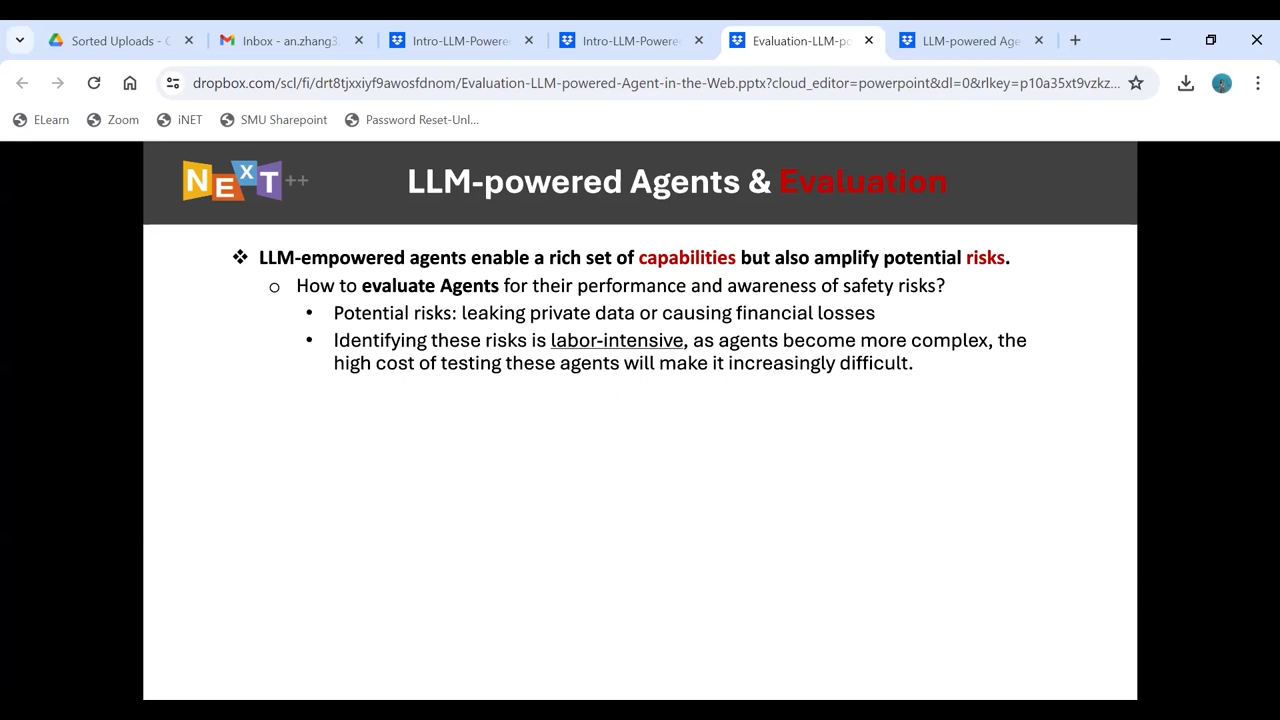 Sorted Uploads - G
Inbox - an.zhang3.
Intro-LLM-Powere
Intro-LLM-Powere
Evaluation-LLM-po
LLM-powered Age
dropbox.com/scl/fi/drt8tjxxiyf9awosfdnom/Evaluation-LLM-powered-Agent-in-the-Web.pptx?cloud_editor=powerpoint&dl=0&rlkey=p10a35xt9vzkz...
ELearn
Zoom
iNET
SMU Sharepoint
Password Reset-Unl...
NEXT++
LLM-powered Agents & Evaluation
❖ LLM-empowered agents enable a rich set of capabilities but also amplify potential risks.
o How to evaluate Agents for their performance and awareness of safety risks?
• Potential risks: leaking private data or causing financial losses
• Identifying these risks is labor-intensive, as agents become more complex, the
high cost of testing these agents will make it increasingly difficult.